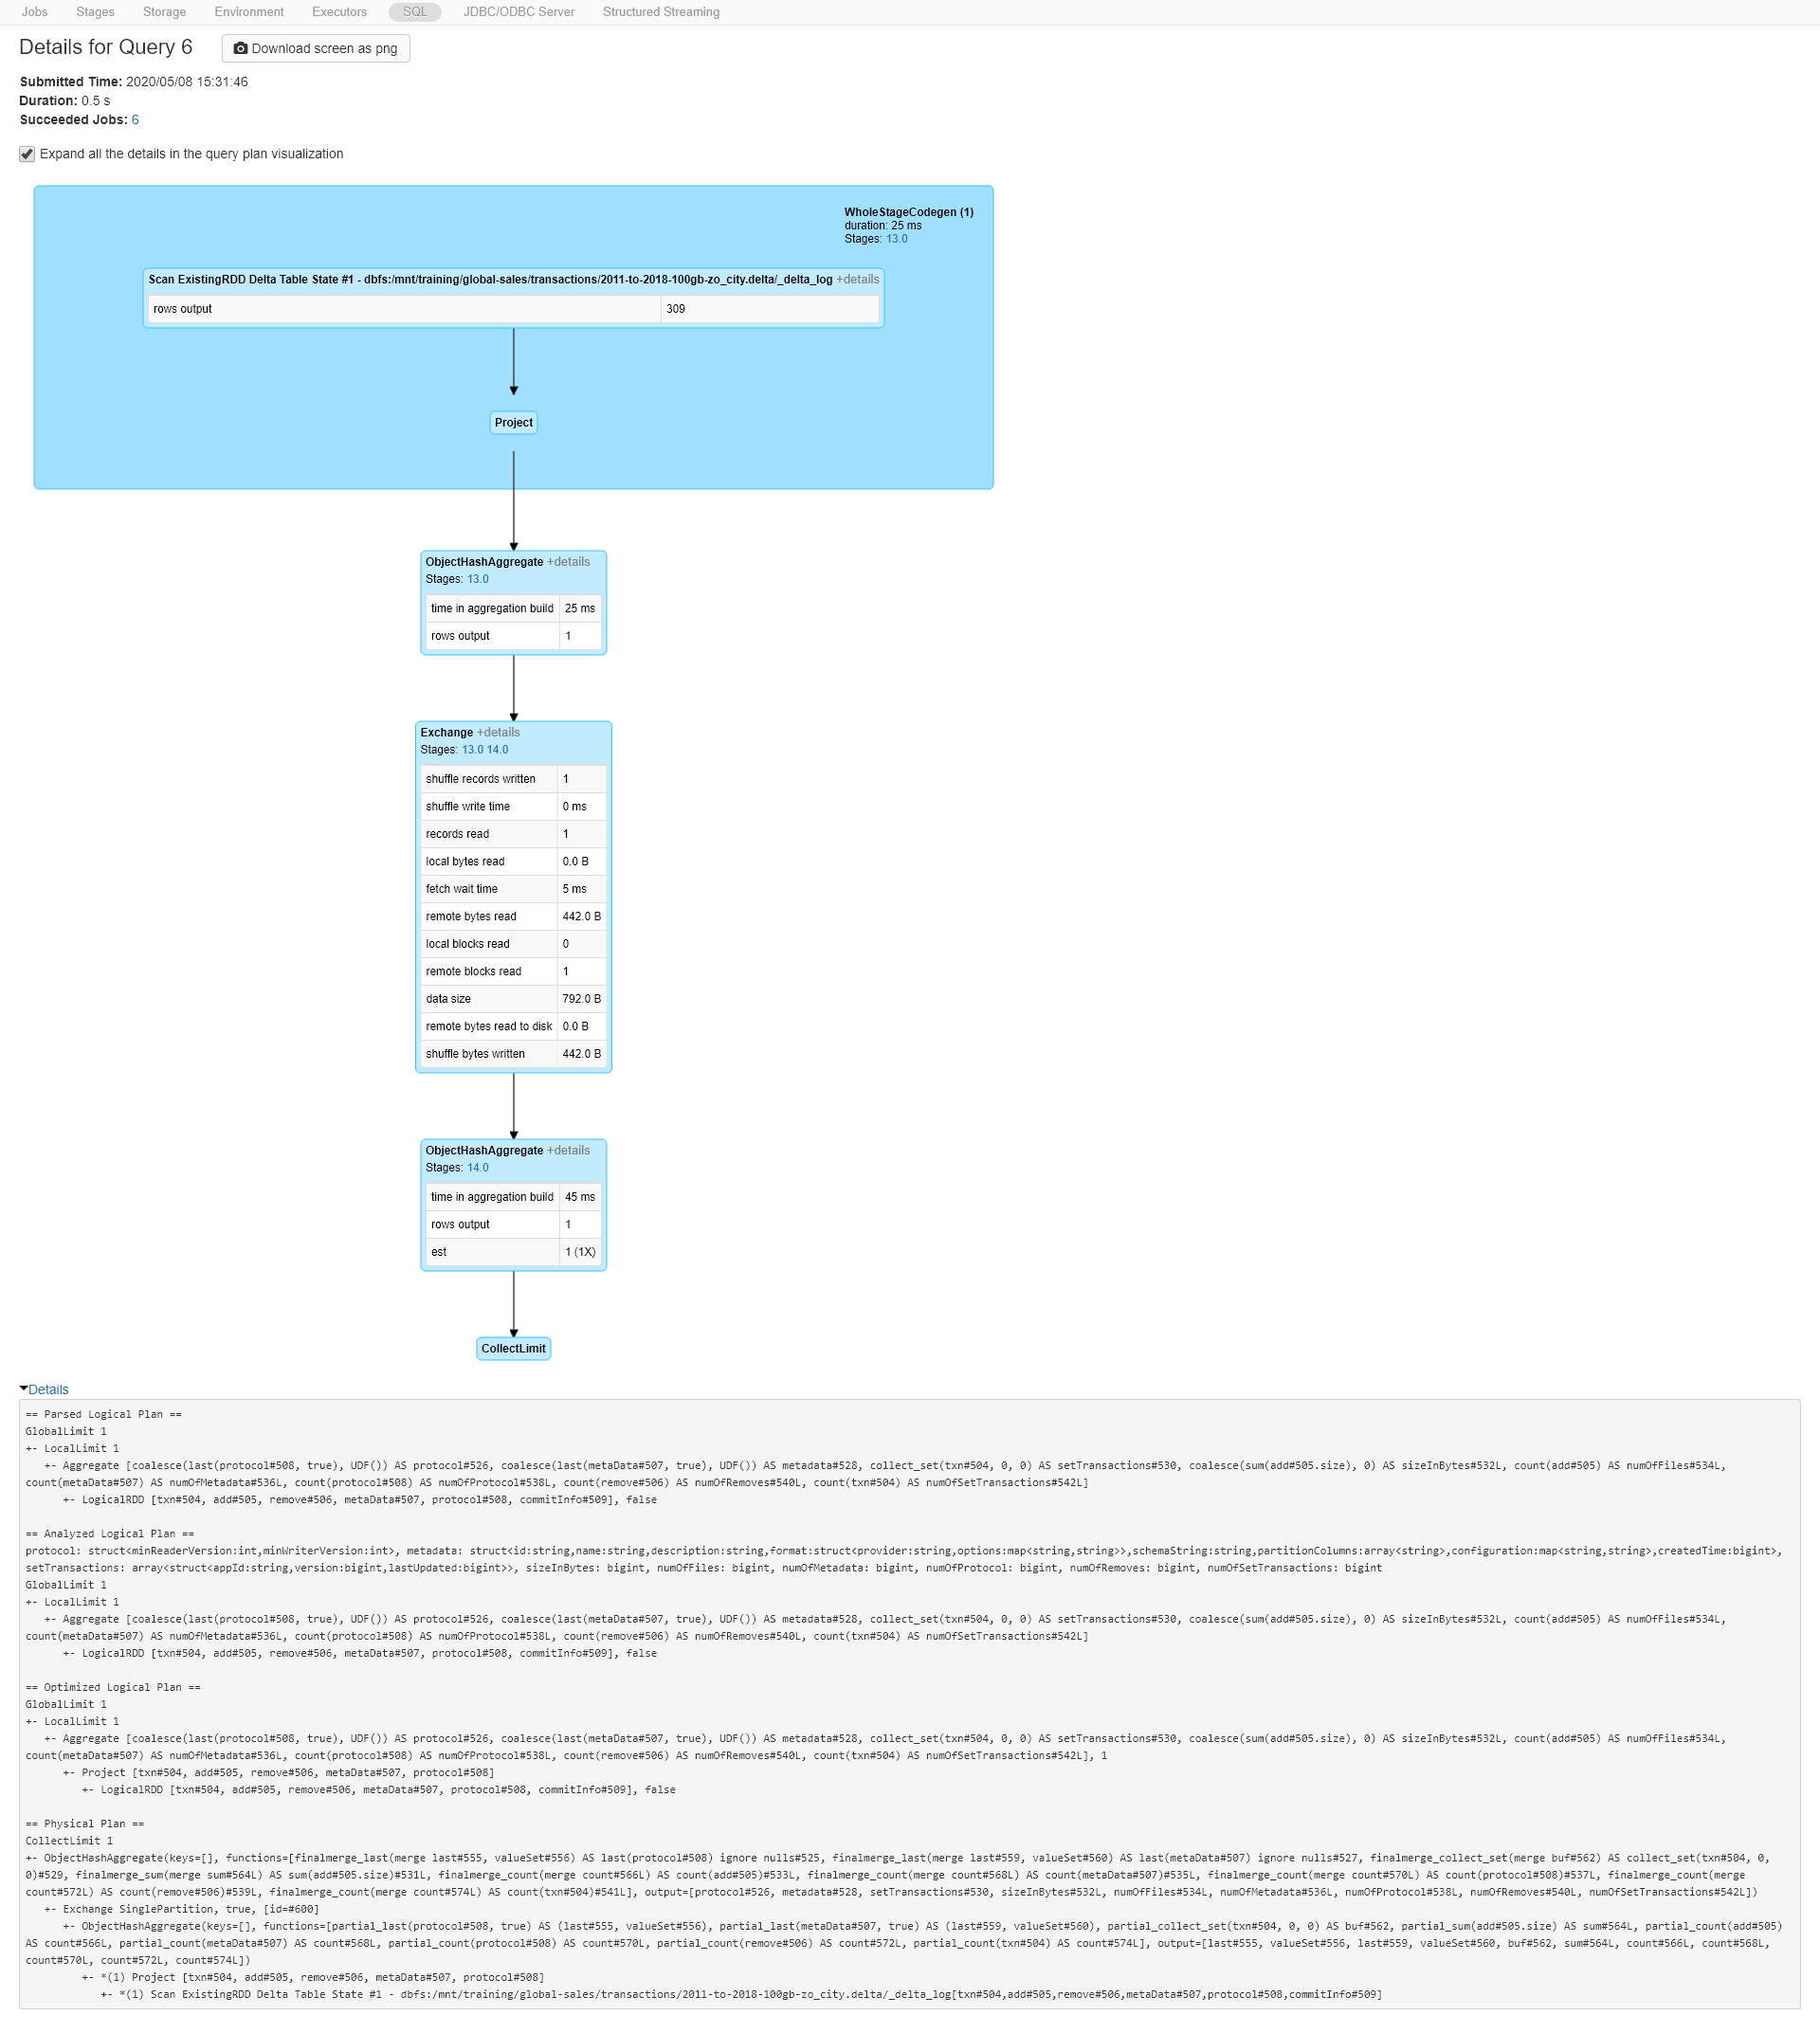 Jobs Stages Storage Environment Executors SQL JDBC/ODBC Server Structured Streaming
Details for Query 6 Download screen as png
Submitted Time: 2020/05/08 15:31:46
Duration: 0.5 s
Succeeded Jobs: 6
Expand all the details in the query plan visualization
WholeStageCodegen (1)
duration: 25 ms
Stages: 13.0
Scan ExistingRDD Delta Table State #1 - dbfs:/mnt/training/global-sales/transactions/2011-to-2018-100gb-zo_city.delta/_delta_log +details
rows output 309
Project
ObjectHashAggregate +details
Stages: 13.0
time in aggregation build 25 ms
rows output 1
Exchange +details
Stages: 13.0 14.0
shuffle records written 1
shuffle write time 0 ms
records read 1
local bytes read 0.0 B
fetch wait time 5 ms
remote bytes read 442.0 B
local blocks read 0
remote blocks read 1
data size 792.0 B
remote bytes read to disk 0.0 B
shuffle bytes written 442.0 B
ObjectHashAggregate +details
Stages: 14.0
time in aggregation build 45 ms
rows output 1
est 1 (1X)
CollectLimit
Details
== Parsed Logical Plan ==
GlobalLimit 1
+- LocalLimit 1
   +- Aggregate [coalesce(last(protocol#508, true), UDF()) AS protocol#526, coalesce(last(metaData#507, true), UDF()) AS metadata#528, collect_set(txn#504, 0, 0) AS setTransactions#530, coalesce(sum(add#505.size), 0) AS sizeInBytes#532L, count(add#505) AS numOfFiles#534L,
count(metaData#507) AS numOfMetadata#536L, count(protocol#508) AS numOfProtocol#538L, count(remove#506) AS numOfRemoves#540L, count(txn#504) AS numOfSetTransactions#542L]
      +- LogicalRDD [txn#504, add#505, remove#506, metaData#507, protocol#508, commitInfo#509], false
== Analyzed Logical Plan ==
protocol: struct<minReaderVersion:int,minWriterVersion:int>, metadata: struct<id:string,name:string,description:string,format:struct<provider:string,options:map<string,string>>,schemaString:string,partitionColumns:array<string>,configuration:map<string,string>,createdTime:bigint>,
setTransactions: array<struct<appId:string,version:bigint,lastUpdated:bigint>>, sizeInBytes: bigint, numOfFiles: bigint, numOfMetadata: bigint, numOfProtocol: bigint, numOfRemoves: bigint, numOfSetTransactions: bigint
GlobalLimit 1
+- LocalLimit 1
   +- Aggregate [coalesce(last(protocol#508, true), UDF()) AS protocol#526, coalesce(last(metaData#507, true), UDF()) AS metadata#528, collect_set(txn#504, 0, 0) AS setTransactions#530, coalesce(sum(add#505.size), 0) AS sizeInBytes#532L, count(add#505) AS numOfFiles#534L,
count(metaData#507) AS numOfMetadata#536L, count(protocol#508) AS numOfProtocol#538L, count(remove#506) AS numOfRemoves#540L, count(txn#504) AS numOfSetTransactions#542L]
      +- LogicalRDD [txn#504, add#505, remove#506, metaData#507, protocol#508, commitInfo#509], false
== Optimized Logical Plan ==
GlobalLimit 1
+- LocalLimit 1
   +- Aggregate [coalesce(last(protocol#508, true), UDF()) AS protocol#526, coalesce(last(metaData#507, true), UDF()) AS metadata#528, collect_set(txn#504, 0, 0) AS setTransactions#530, coalesce(sum(add#505.size), 0) AS sizeInBytes#532L, count(add#505) AS numOfFiles#534L,
count(metaData#507) AS numOfMetadata#536L, count(protocol#508) AS numOfProtocol#538L, count(remove#506) AS numOfRemoves#540L, count(txn#504) AS numOfSetTransactions#542L], 1
      +- Project [txn#504, add#505, remove#506, metaData#507, protocol#508]
         +- LogicalRDD [txn#504, add#505, remove#506, metaData#507, protocol#508, commitInfo#509], false
== Physical Plan ==
CollectLimit 1
+- ObjectHashAggregate(keys=[], functions=[finalmerge_last(merge last#555, valueSet#556) AS last(protocol#508) ignore nulls#525, finalmerge_last(merge last#559, valueSet#560) AS last(metaData#507) ignore nulls#527, finalmerge_collect_set(merge buf#562) AS collect_set(txn#504, 0,
0)#529, finalmerge_sum(merge sum#564L) AS sum(add#505.size)#531L, finalmerge_count(merge count#566L) AS count(add#505)#533L, finalmerge_count(merge count#568L) AS count(metaData#507)#535L, finalmerge_count(merge count#570L) AS count(protocol#508)#537L, finalmerge_count(merge
count#572L) AS count(remove#506)#539L, finalmerge_count(merge count#574L) AS count(txn#504)#541L], output=[protocol#526, metadata#528, setTransactions#530, sizeInBytes#532L, numOfFiles#534L, numOfMetadata#536L, numOfProtocol#538L, numOfRemoves#540L, numOfSetTransactions#542L])
   +- Exchange SinglePartition, true, [id=#600]
      +- ObjectHashAggregate(keys=[], functions=[partial_last(protocol#508, true) AS (last#555, valueSet#556), partial_last(metaData#507, true) AS (last#559, valueSet#560), partial_collect_set(txn#504, 0, 0) AS buf#562, partial_sum(add#505.size) AS sum#564L, partial_count(add#505)
AS count#566L, partial_count(metaData#507) AS count#568L, partial_count(protocol#508) AS count#570L, partial_count(remove#506) AS count#572L, partial_count(txn#504) AS count#574L], output=[last#555, valueSet#556, last#559, valueSet#560, buf#562, sum#564L, count#566L, count#568L,
count#570L, count#572L, count#574L])
         +- *(1) Project [txn#504, add#505, remove#506, metaData#507, protocol#508]
            +- *(1) Scan ExistingRDD Delta Table State #1 - dbfs:/mnt/training/global-sales/transactions/2011-to-2018-100gb-zo_city.delta/_delta_log[txn#504,add#505,remove#506,metaData#507,protocol#508,commitInfo#509]